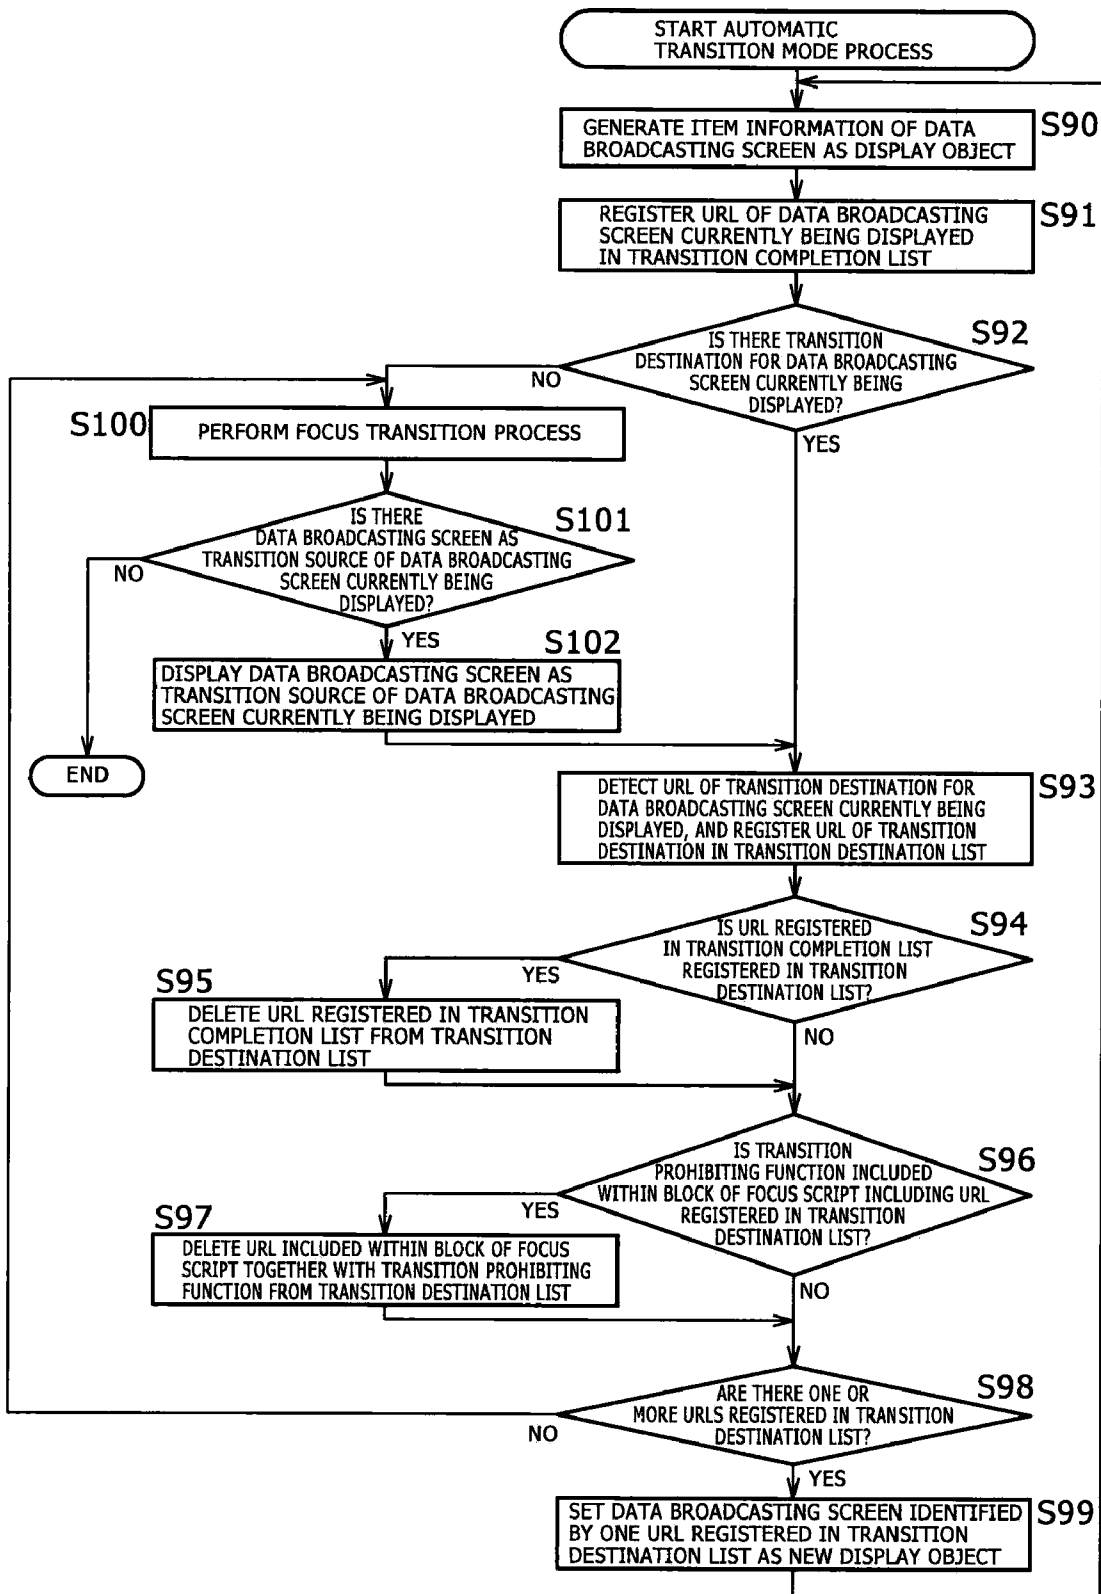 START AUTOMATIC
TRANSITION MODE PROCESS
S90
GENERATE ITEM INFORMATION OF DATA
BROADCASTING SCREEN AS DISPLAY OBJECT
S91
REGISTER URL OF DATA BROADCASTING
SCREEN CURRENTLY BEING DISPLAYED
IN TRANSITION COMPLETION LIST
S92
IS THERE TRANSITION
DESTINATION FOR DATA BROADCASTING
SCREEN CURRENTLY BEING
DISPLAYED?
NO
YES
S100
PERFORM FOCUS TRANSITION PROCESS
S101
IS THERE
DATA BROADCASTING SCREEN AS
TRANSITION SOURCE OF DATA BROADCASTING
SCREEN CURRENTLY BEING
DISPLAYED?
NO
YES
S102
DISPLAY DATA BROADCASTING SCREEN AS
TRANSITION SOURCE OF DATA BROADCASTING
SCREEN CURRENTLY BEING DISPLAYED
END
S93
DETECT URL OF TRANSITION DESTINATION FOR
DATA BROADCASTING SCREEN CURRENTLY BEING
DISPLAYED, AND REGISTER URL OF TRANSITION
DESTINATION IN TRANSITION DESTINATION LIST
S94
IS URL REGISTERED
IN TRANSITION COMPLETION LIST
REGISTERED IN TRANSITION
DESTINATION LIST?
YES
NO
S95
DELETE URL REGISTERED IN TRANSITION
COMPLETION LIST FROM TRANSITION
DESTINATION LIST
S96
IS TRANSITION
PROHIBITING FUNCTION INCLUDED
WITHIN BLOCK OF FOCUS SCRIPT INCLUDING URL
REGISTERED IN TRANSITION
DESTINATION LIST?
YES
NO
S97
DELETE URL INCLUDED WITHIN BLOCK OF FOCUS
SCRIPT TOGETHER WITH TRANSITION PROHIBITING
FUNCTION FROM TRANSITION DESTINATION LIST
S98
ARE THERE ONE OR
MORE URLS REGISTERED IN TRANSITION
DESTINATION LIST?
NO
YES
S99
SET DATA BROADCASTING SCREEN IDENTIFIED
BY ONE URL REGISTERED IN TRANSITION
DESTINATION LIST AS NEW DISPLAY OBJECT